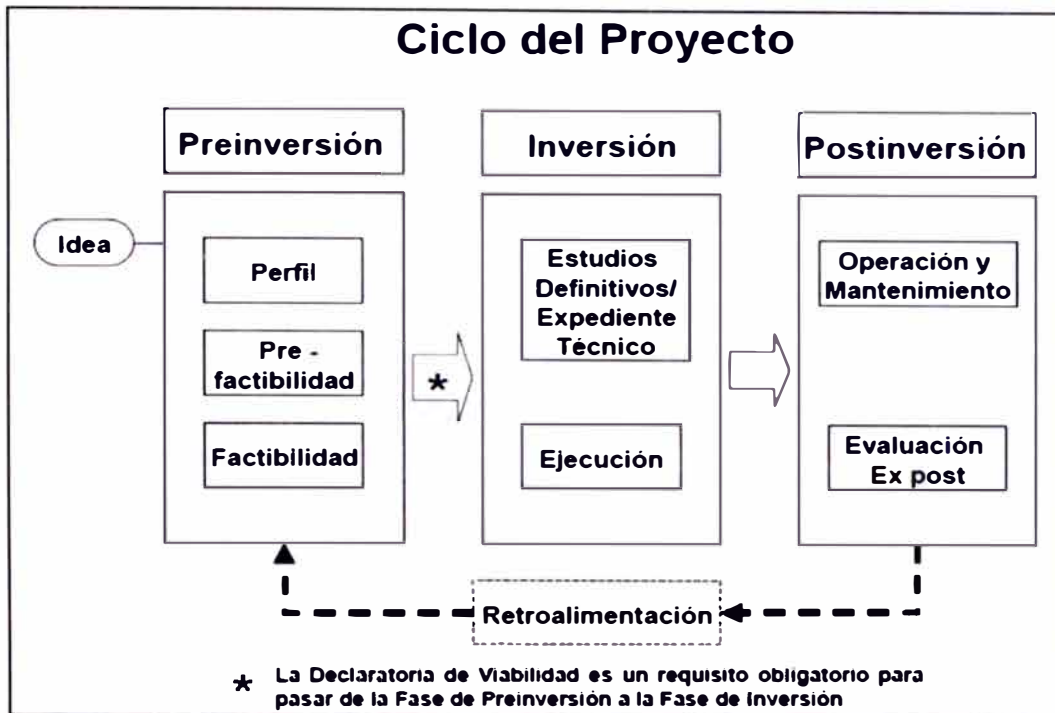 Ciclo del Proyecto
Preinversión
Inversión
Postinversión
Idea
Perfil
Pre -
factibilidad
Factibilidad
Estudios
Definitivos/
Expediente
Técnico
Ejecución
Operación y
Mantenimiento
Evaluación
Ex post
*
Retroalimentación
* La Declaratoria de Viabilidad es un requisito obligatorio para
pasar de la Fase de Preinversión a la Fase de Inversión